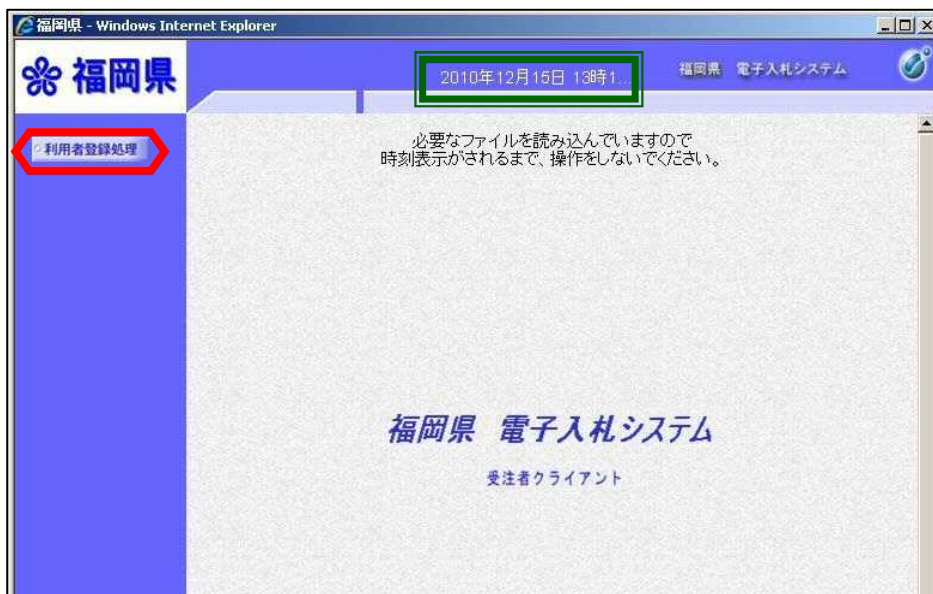 福岡県 - Windows Internet Explorer
福岡県
2010年12月15日 13時1...
福岡県 電子入札システム
利用者登録処理
必要なファイルを読み込んでいますので
時刻表示がされるまで、操作をしないでください。
福岡県 電子入札システム
受注者クライアント